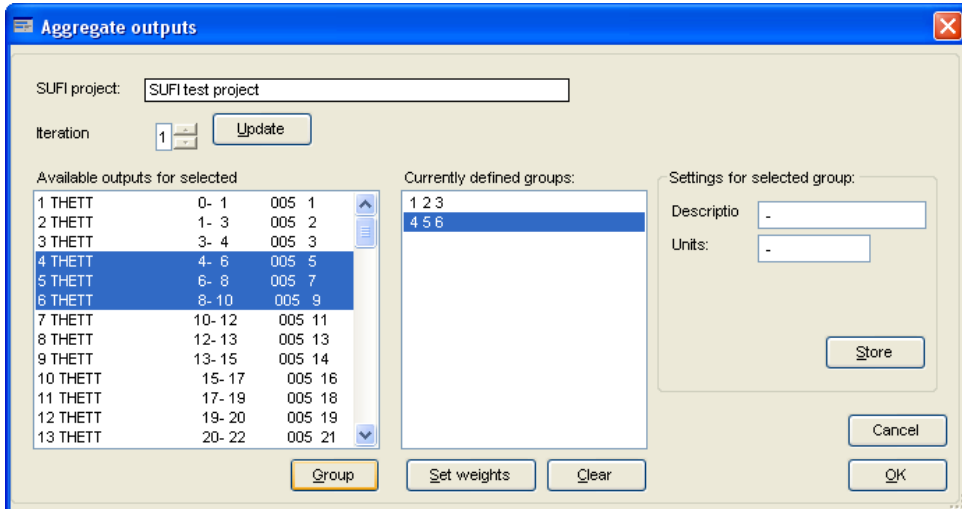 Aggregate outputs
SUFI project: SUFI test project
Iteration 1 Update
Available outputs for selected
1 THETT 0- 1 005 1
2 THETT 1- 3 005 2
3 THETT 3- 4 005 3
4 THETT 4- 6 005 5
5 THETT 6- 8 005 7
6 THETT 8- 10 005 9
7 THETT 10- 12 005 11
8 THETT 12- 13 005 13
9 THETT 13- 15 005 14
10 THETT 15- 17 005 16
11 THETT 17- 19 005 18
12 THETT 19- 20 005 19
13 THETT 20- 22 005 21
Group
Currently defined groups:
1 2 3
4 5 6
Set weights Clear
Settings for selected group:
Descriptio -
Units: -
Store
Cancel
OK